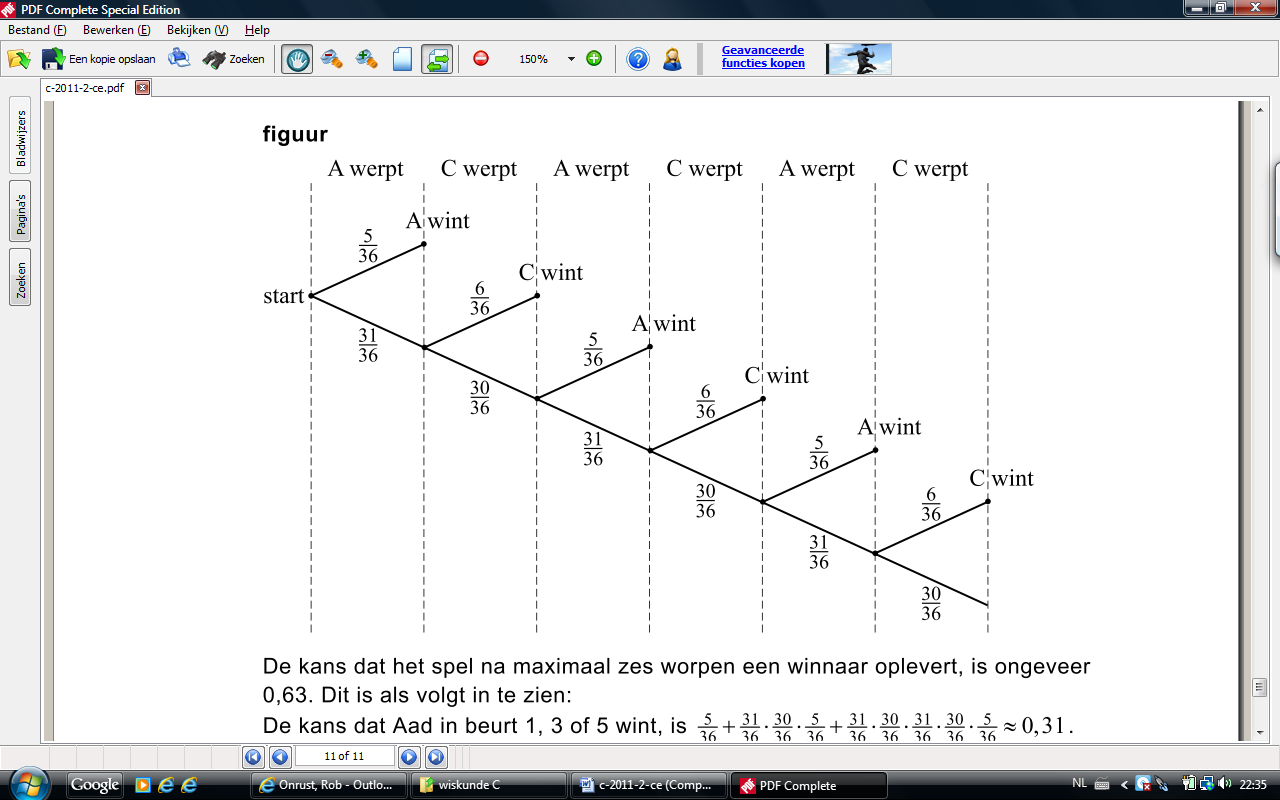 PDF Complete Special Edition
Bestand (F) Bewerken (E) Bekijken (V) Help
Een kopie opslaan Zoeken 150% Geavanceerde functies kopen
c-2011-2-ce.pdf
Bladwijzers
Pagina's
Zoeken
figuur
A werpt C werpt A werpt C werpt A werpt C werpt
A wint
5/36
C wint
start
6/36
31/36
A wint
5/36
30/36
C wint
6/36
31/36
A wint
5/36
30/36
C wint
6/36
31/36
30/36
De kans dat het spel na maximaal zes worpen een winnaar oplevert, is ongeveer
0,63. Dit is als volgt in te zien:
De kans dat Aad in beurt 1, 3 of 5 wint, is 5/36 + 31/36 · 30/36 · 5/36 + 31/36 · 30/36 · 31/36 · 30/36 · 5/36 ≈ 0,31.
11 of 11
Google Onrust, Rob - Outlo... wiskunde C c-2011-2-ce (Comp... PDF Complete NL 22:35